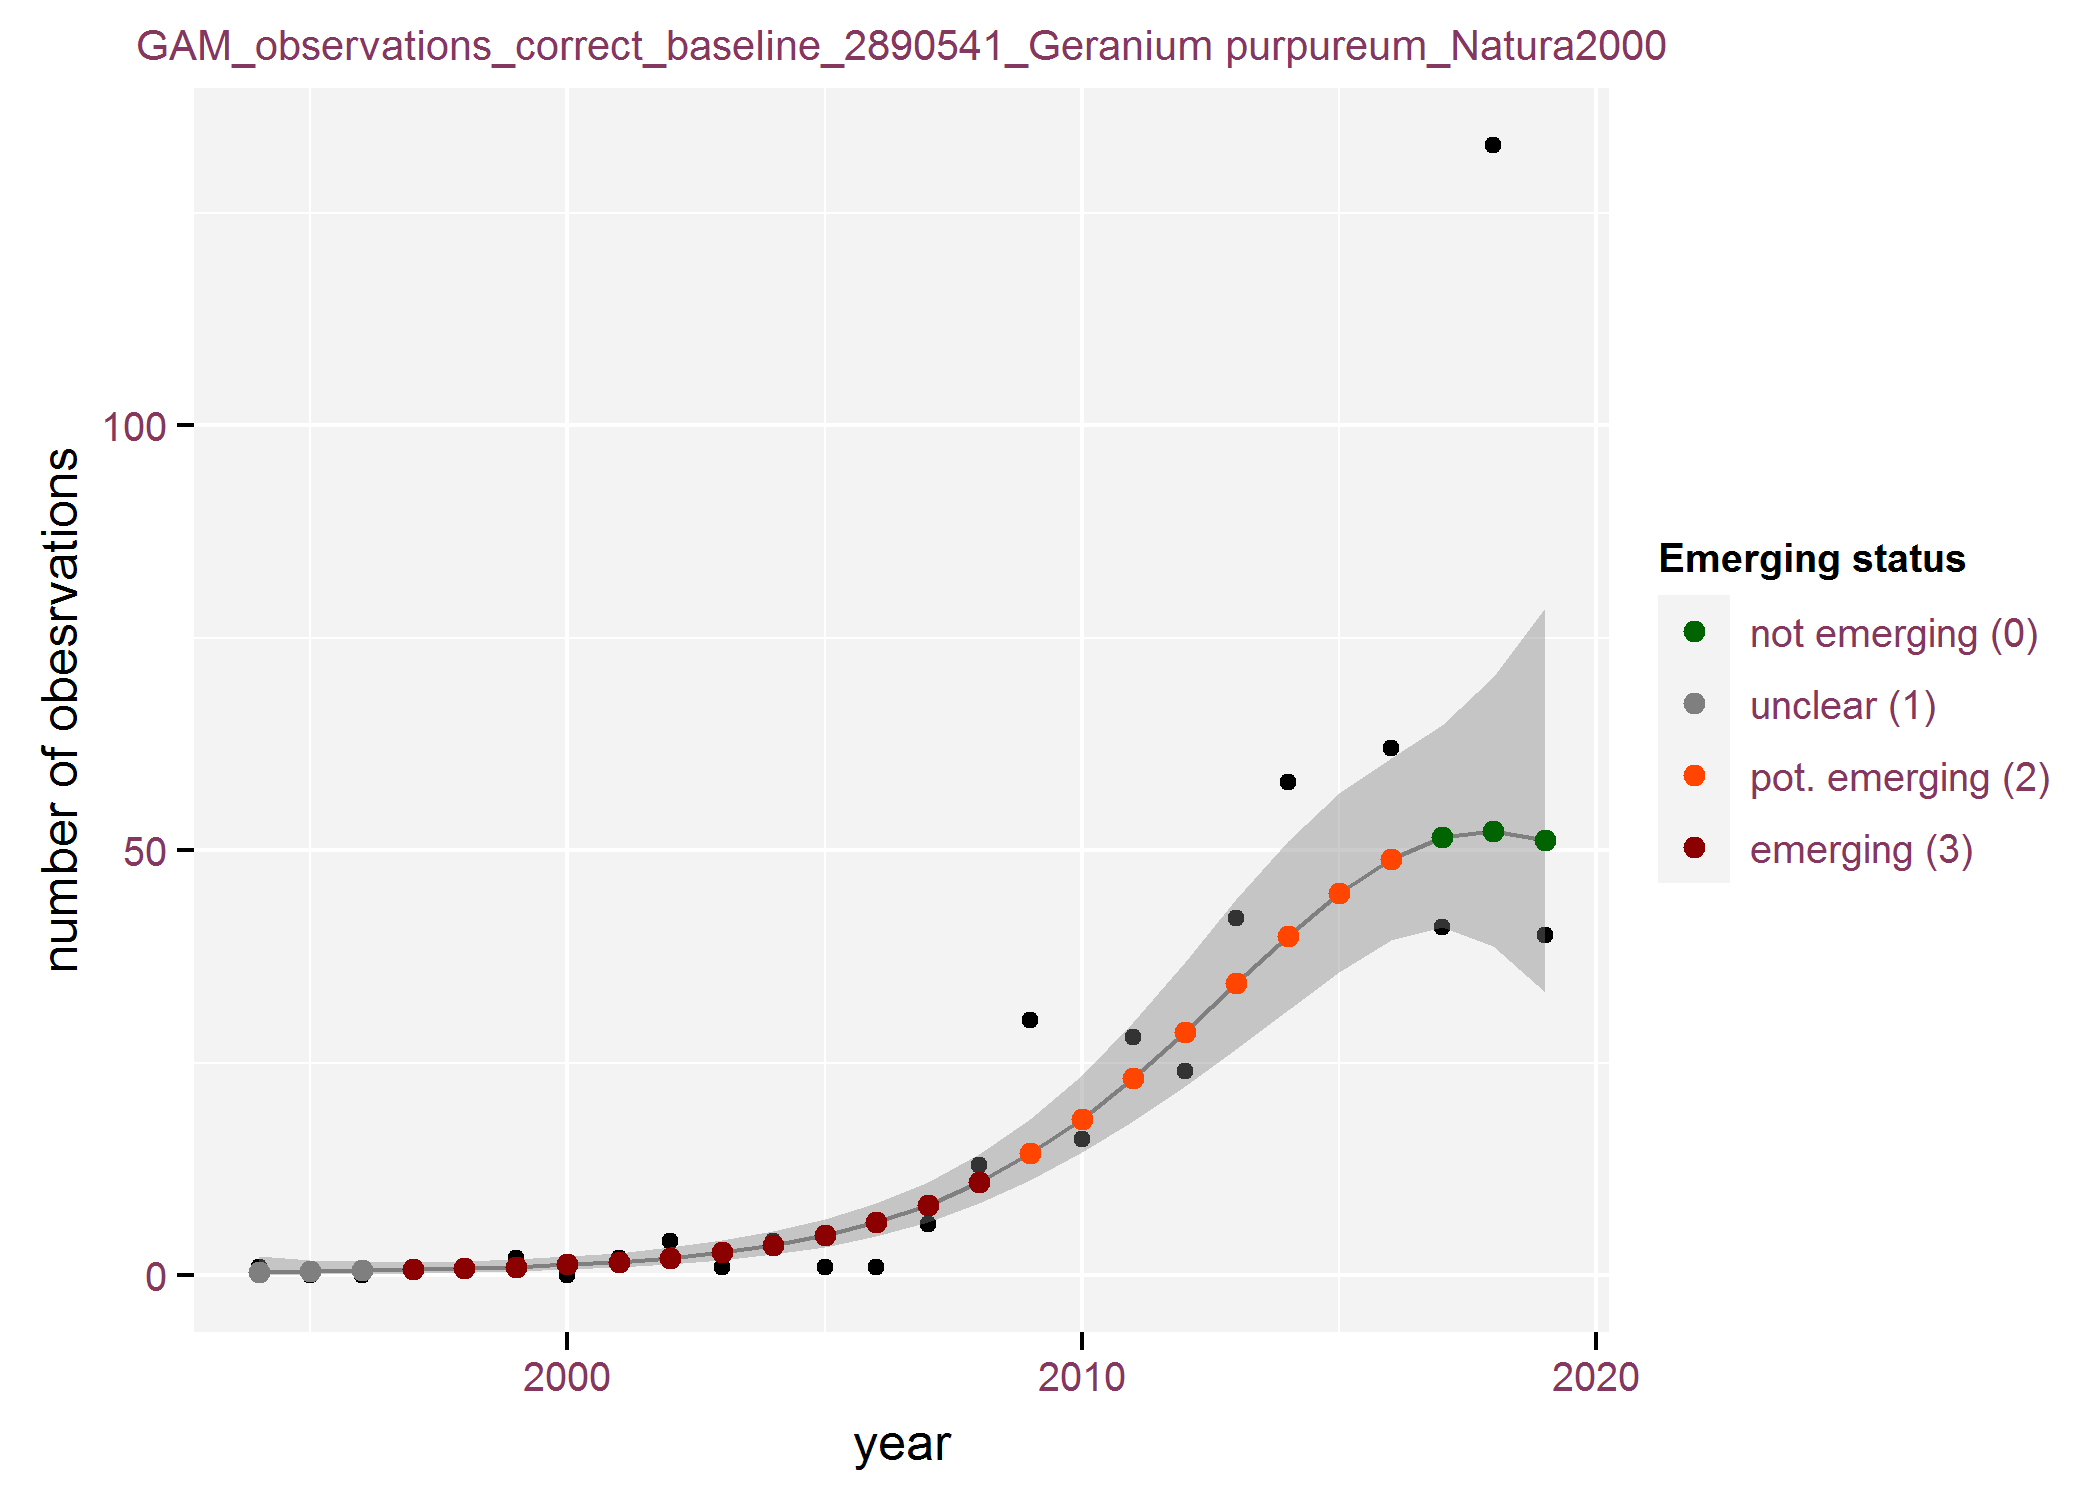 GAM_observations_correct_baseline_2890541_Geranium purpureum_Natura2000
number of obesrvations
100
50
0
2000
2010
2020
year
Emerging status
not emerging (0)
unclear (1)
pot. emerging (2)
emerging (3)